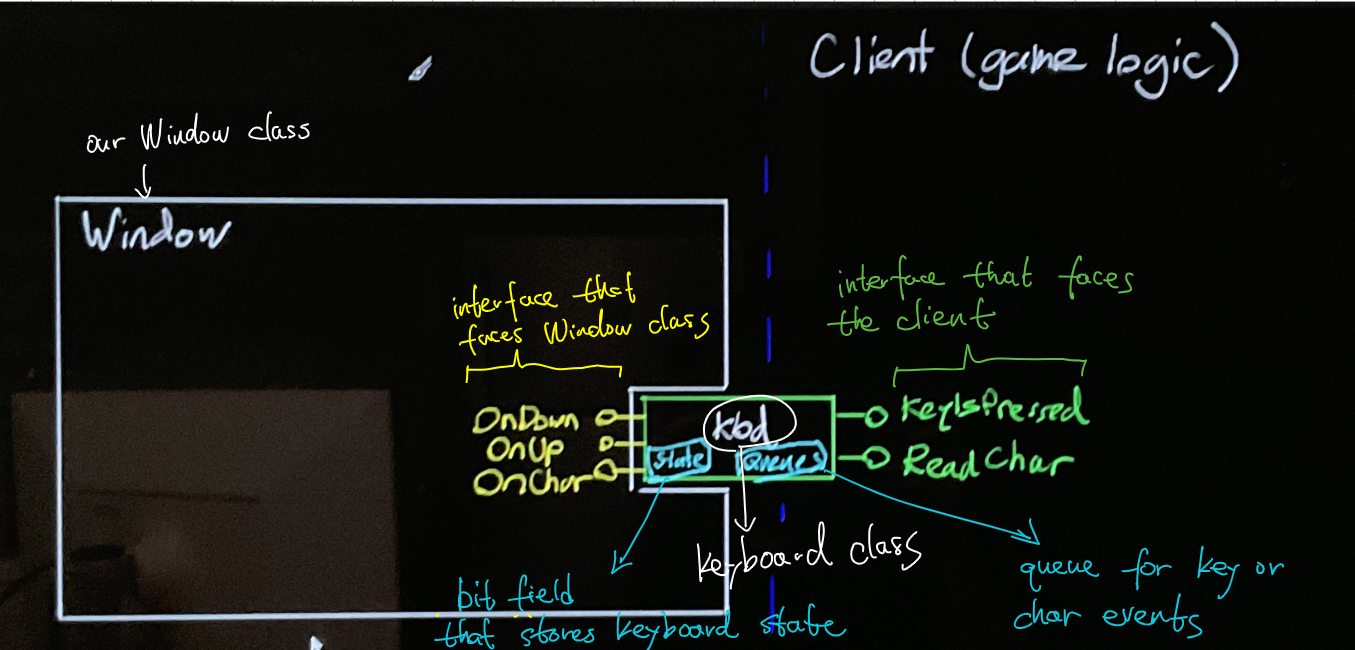 Client (game logic)
our Window class
Window
interface that
faces Window class
interface that faces
the client
OnDown
OnUp
OnChar
kbd
State
Queues
KeyIsPressed
ReadChar
keyboard class
bit field
that stores keyboard state
queue for key or
char events